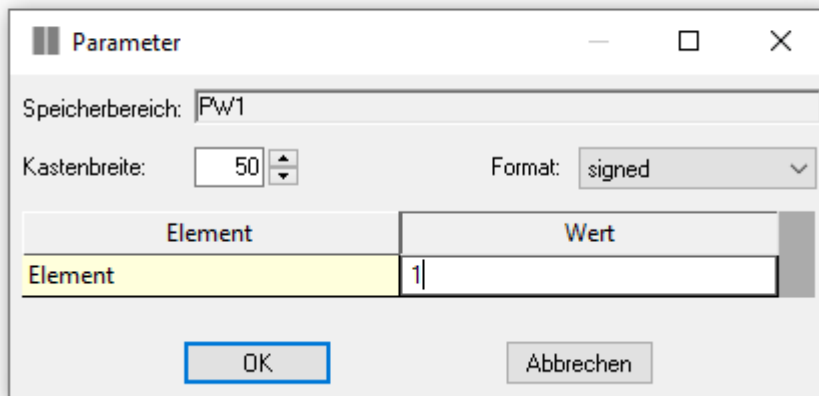 Parameter
Speicherbereich: PW1
Kastenbreite: 50 Format: signed
Element Wert
Element 1
OK Abbrechen